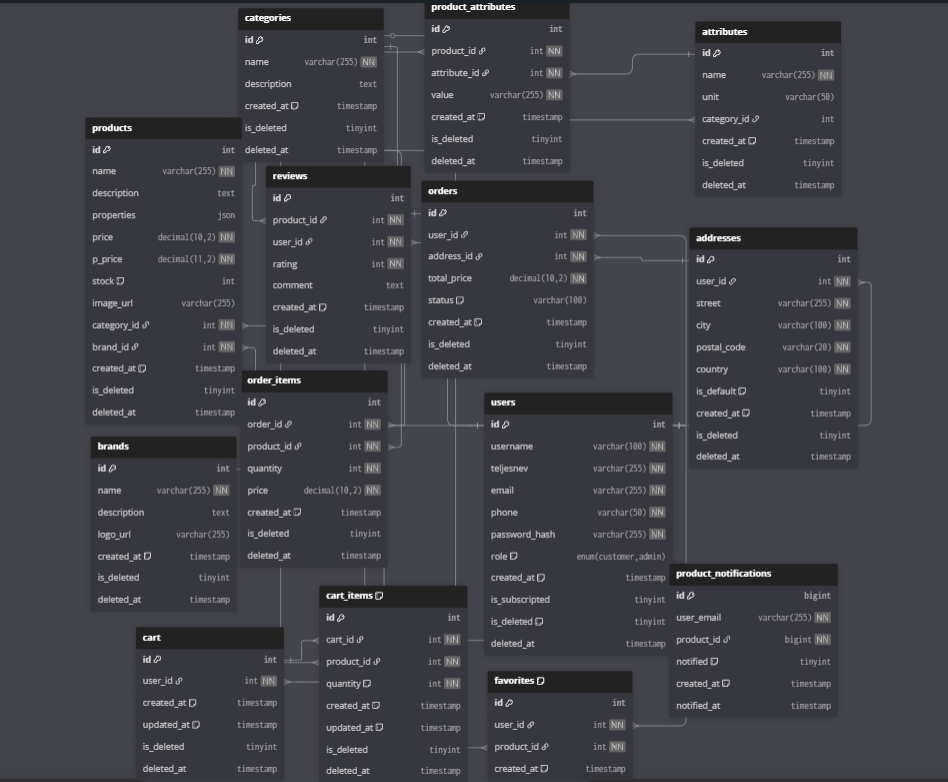 categories
id int
name varchar(255) NN
description text
created_at timestamp
is_deleted tinyint
deleted_at timestamp
product_attributes
id int
product_id int NN
attribute_id int NN
value varchar(255) NN
created_at timestamp
is_deleted tinyint
deleted_at timestamp
attributes
id int
name varchar(255) NN
unit varchar(50)
category_id int
created_at timestamp
is_deleted tinyint
deleted_at timestamp
products
id int
name varchar(255) NN
description text
properties json
price decimal(10,2) NN
p_price decimal(11,2) NN
stock int
image_url varchar(255)
category_id int NN
brand_id int NN
created_at timestamp
is_deleted tinyint
deleted_at timestamp
reviews
id int
product_id int NN
user_id int NN
rating int NN
comment text
created_at timestamp
is_deleted tinyint
deleted_at timestamp
orders
id int
user_id int NN
address_id int NN
total_price decimal(10,2) NN
status varchar(100)
created_at timestamp
is_deleted tinyint
deleted_at timestamp
addresses
id int
user_id int NN
street varchar(255) NN
city varchar(100) NN
postal_code varchar(20) NN
country varchar(100) NN
is_default tinyint
created_at timestamp
is_deleted tinyint
deleted_at timestamp
order_items
id int
order_id int NN
product_id int NN
quantity int NN
price decimal(10,2) NN
created_at timestamp
is_deleted tinyint
deleted_at timestamp
users
id int
username varchar(100) NN
teljesnev varchar(255) NN
email varchar(255) NN
phone varchar(50) NN
password_hash varchar(255) NN
role enum(customer,admin)
created_at timestamp
is_subscribed tinyint
is_deleted tinyint
deleted_at timestamp
brands
id int
name varchar(255) NN
description text
logo_url varchar(255)
created_at timestamp
is_deleted tinyint
deleted_at timestamp
product_notifications
id bigint
user_email varchar(255) NN
product_id bigint NN
notified tinyint
created_at timestamp
notified_at timestamp
cart_items
id int
cart_id int NN
product_id int NN
quantity int NN
created_at timestamp
updated_at timestamp
is_deleted tinyint
deleted_at timestamp
cart
id int
user_id int NN
created_at timestamp
updated_at timestamp
is_deleted tinyint
deleted_at timestamp
favorites
id int
user_id int NN
product_id int NN
created_at timestamp